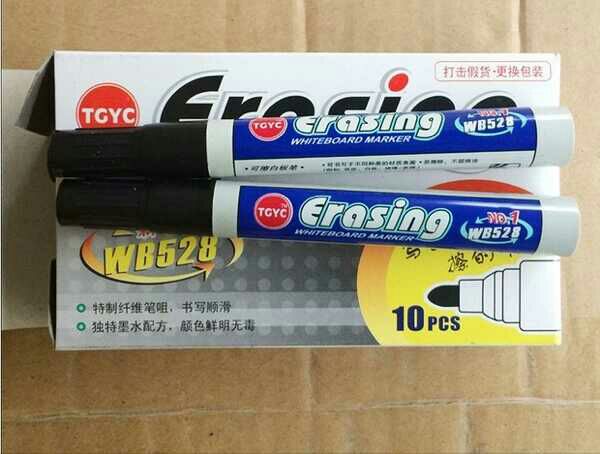 打击假货·更换包装
TGYC
Erasing
TGYC
Erasing
WHITEBOARD MARKER
NO.1
WB528
·可擦白板笔
TGYC
Erasing
WHITEBOARD MARKER
NO.1
WB528
WB528
特制纤维笔咀,书写顺滑
独特墨水配方,颜色鲜明无毒
10PCS